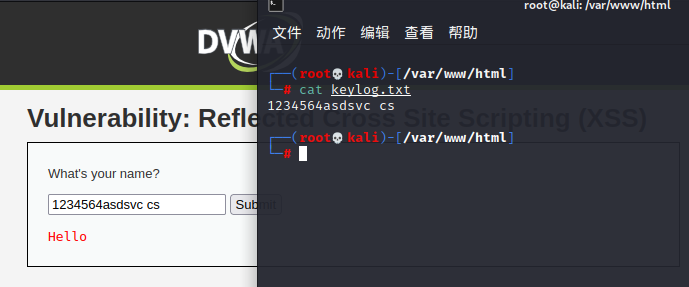 DVWA
Vulnerability: Reflected Cross Site Scripting (XSS)
What's your name?
1234564asdsvc cs
Submit
Hello
root@kali: /var/www/html
文件 动作 编辑 查看 帮助
┌──(root💀kali)-[/var/www/html]
└─# cat keylog.txt
1234564asdsvc cs
┌──(root💀kali)-[/var/www/html]
└─#